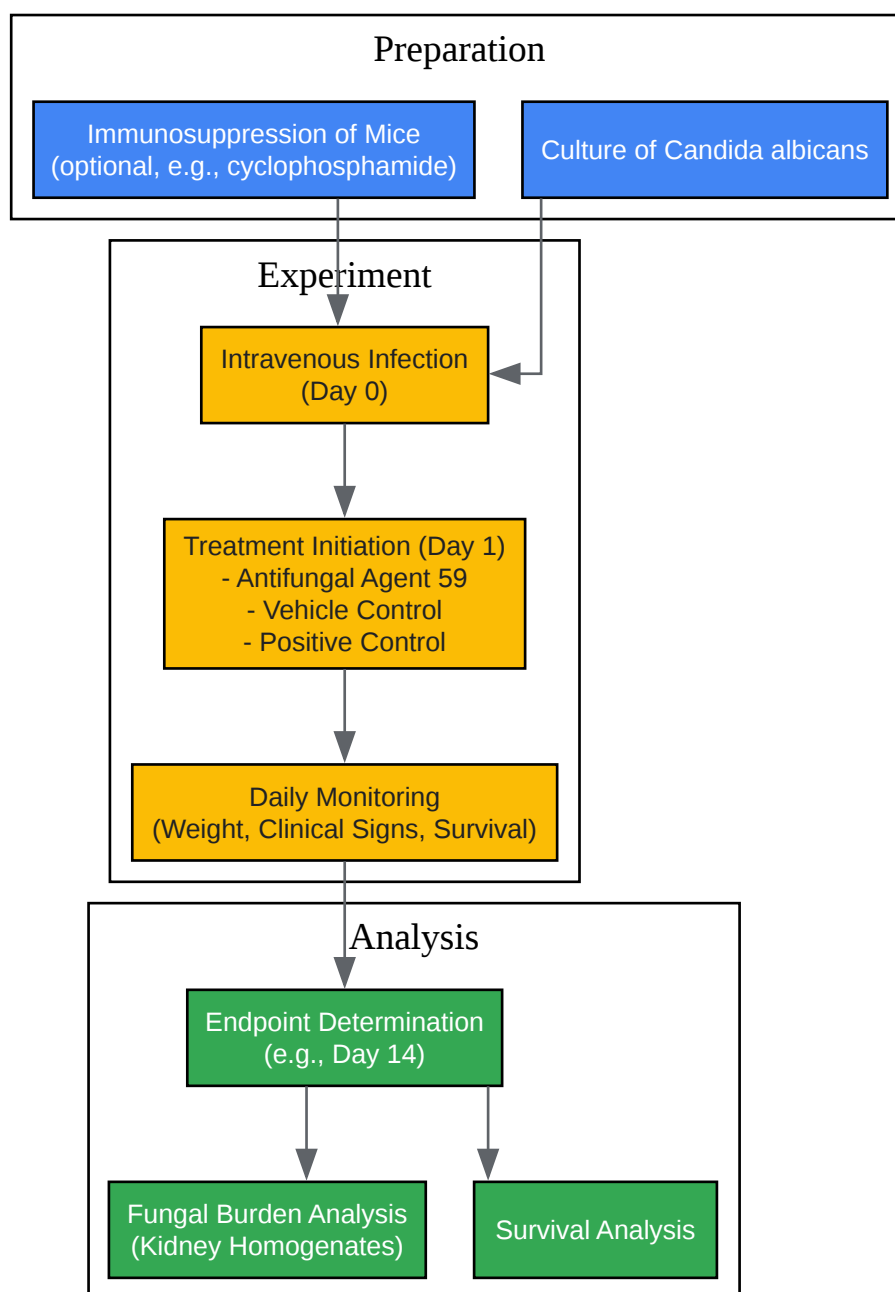 Preparation
Immunosuppression of Mice
(optional, e.g., cyclophosphamide)
Culture of Candida albicans
Experiment
Intravenous Infection
(Day 0)
Treatment Initiation (Day 1)
- Antifungal Agent 59
- Vehicle Control
- Positive Control
Daily Monitoring
(Weight, Clinical Signs, Survival)
Analysis
Endpoint Determination
(e.g., Day 14)
Fungal Burden Analysis
(Kidney Homogenates)
Survival Analysis